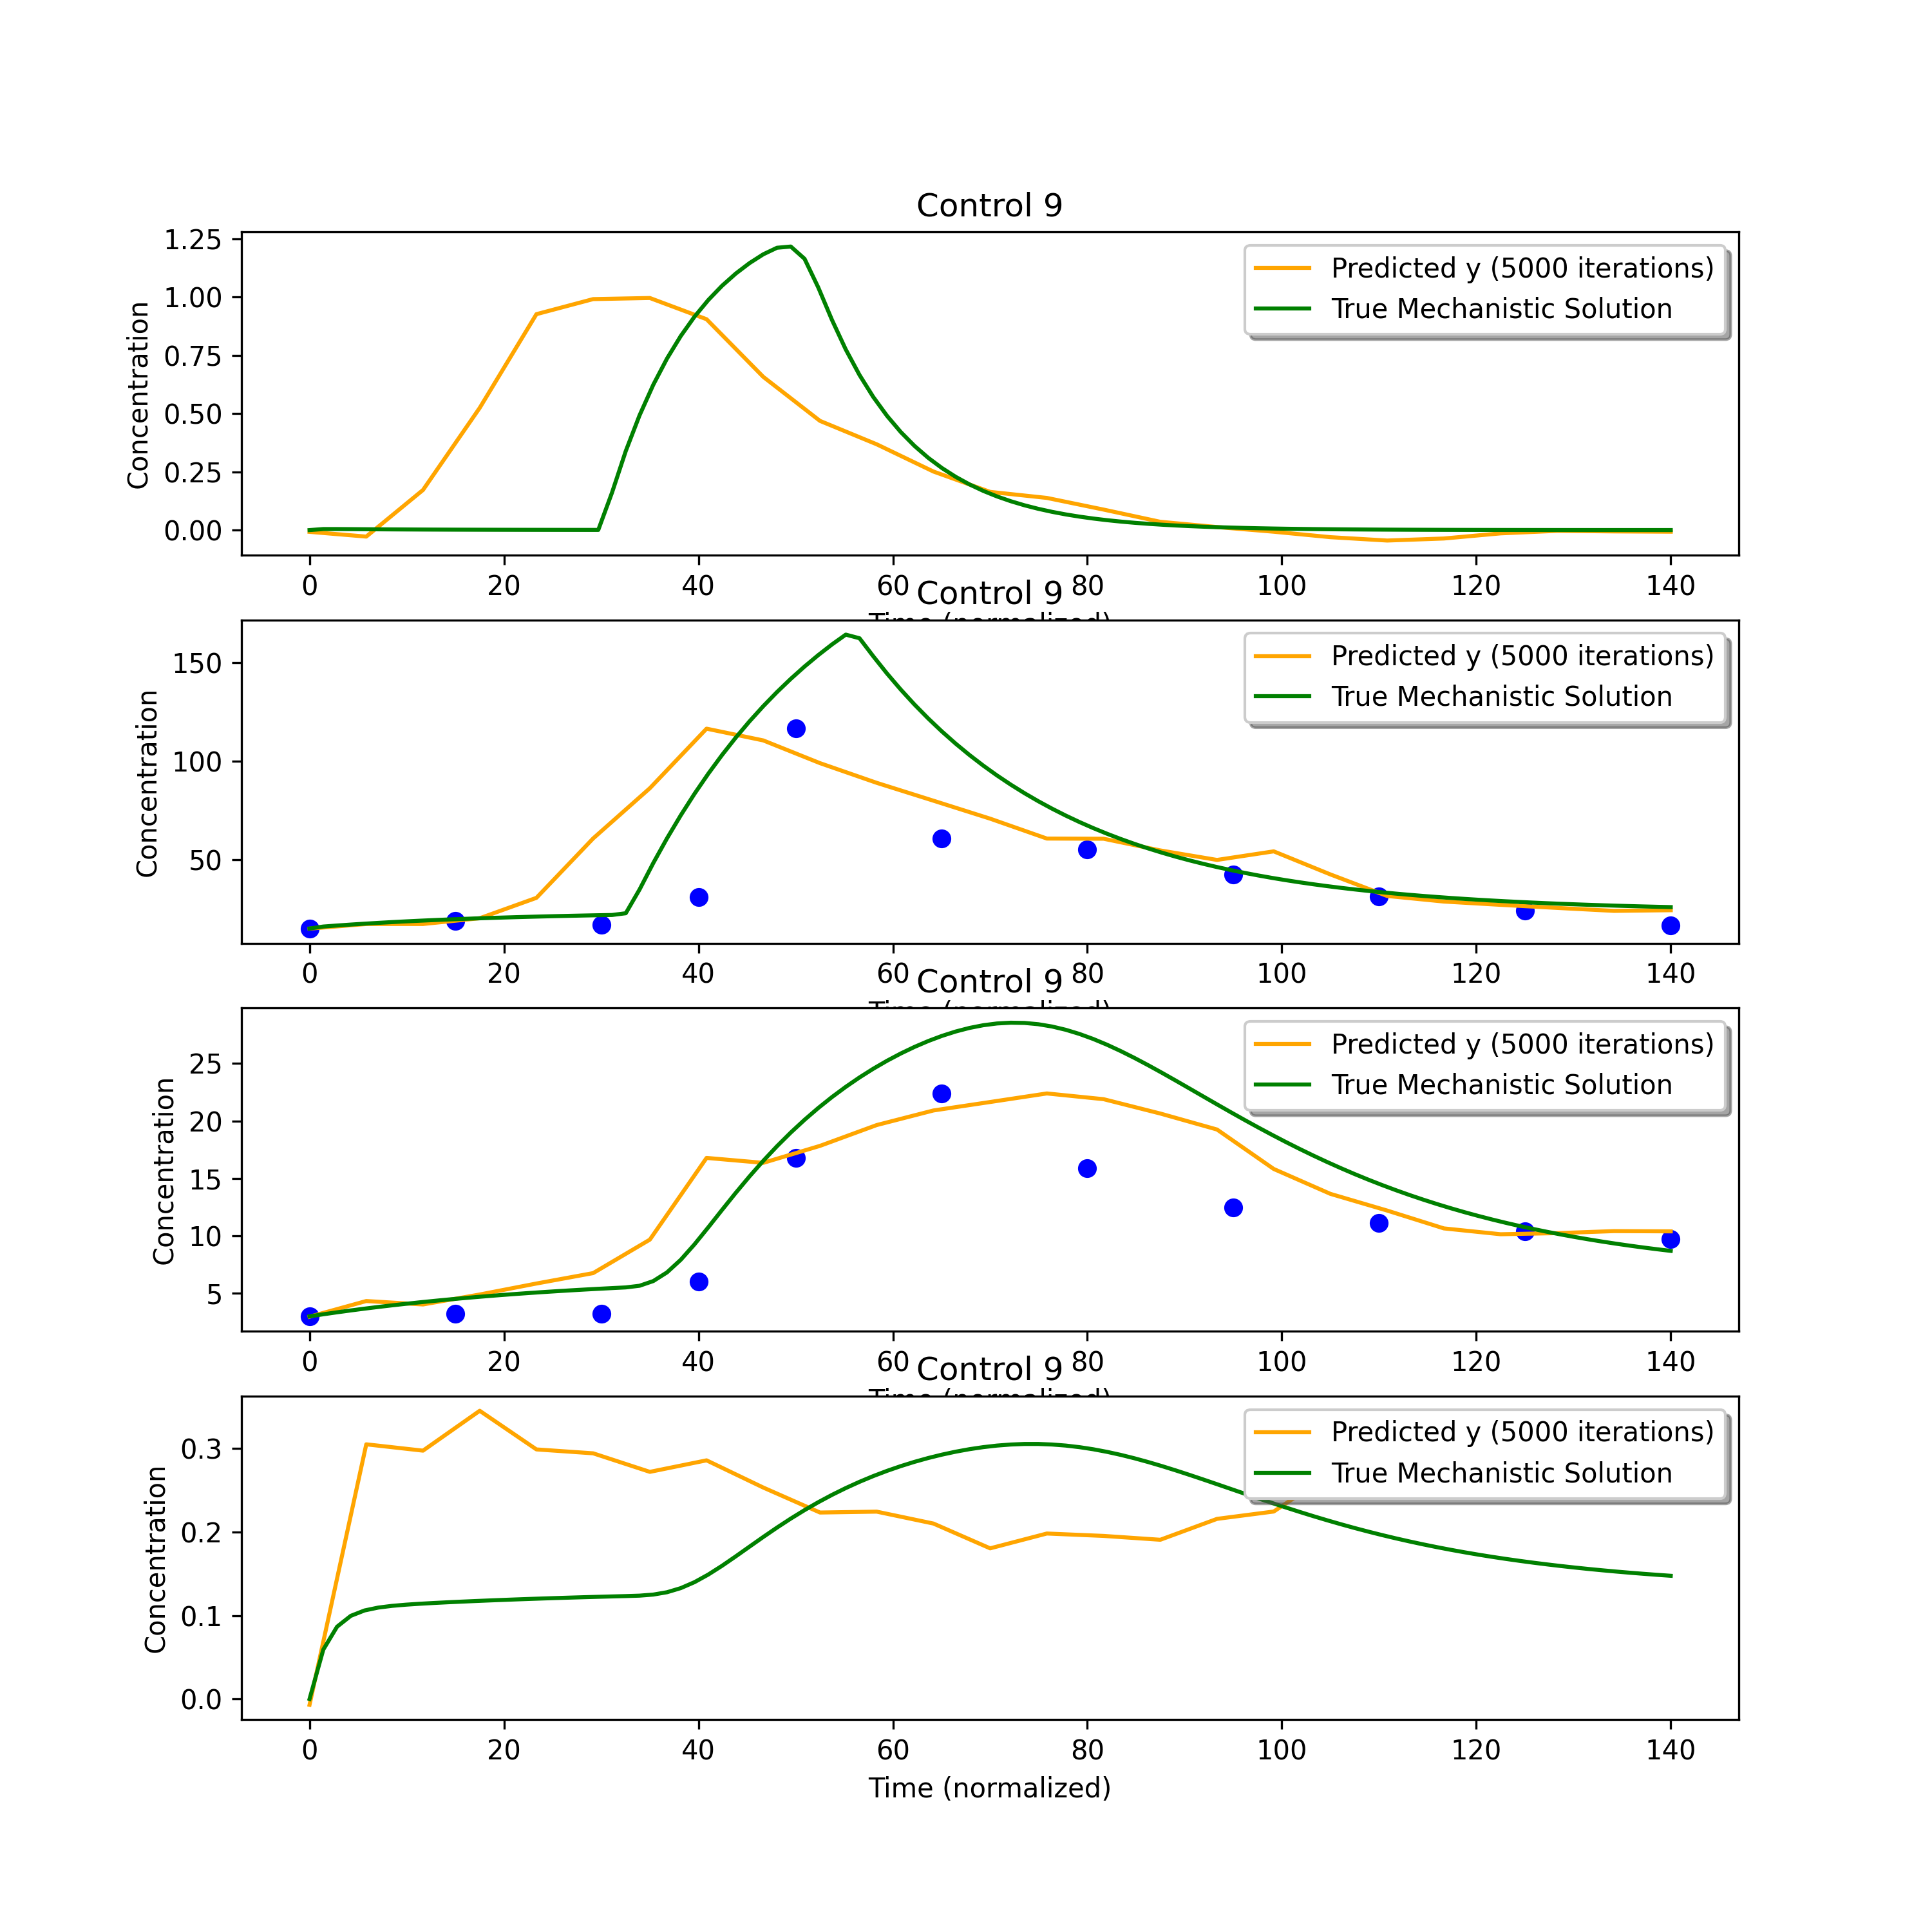 Control 9
1.25
1.00
0.75
0.50
0.25
0.00
Concentration
Predicted y (5000 iterations)
True Mechanistic Solution
0 20 40 60 80 100 120 140
Control 9
150
100
50
Concentration
Predicted y (5000 iterations)
True Mechanistic Solution
0 20 40 60 80 100 120 140
Control 9
25
20
15
10
5
Concentration
Predicted y (5000 iterations)
True Mechanistic Solution
0 20 40 60 80 100 120 140
Control 9
0.3
0.2
0.1
0.0
Concentration
Predicted y (5000 iterations)
True Mechanistic Solution
0 20 40 60 80 100 120 140
Time (normalized)